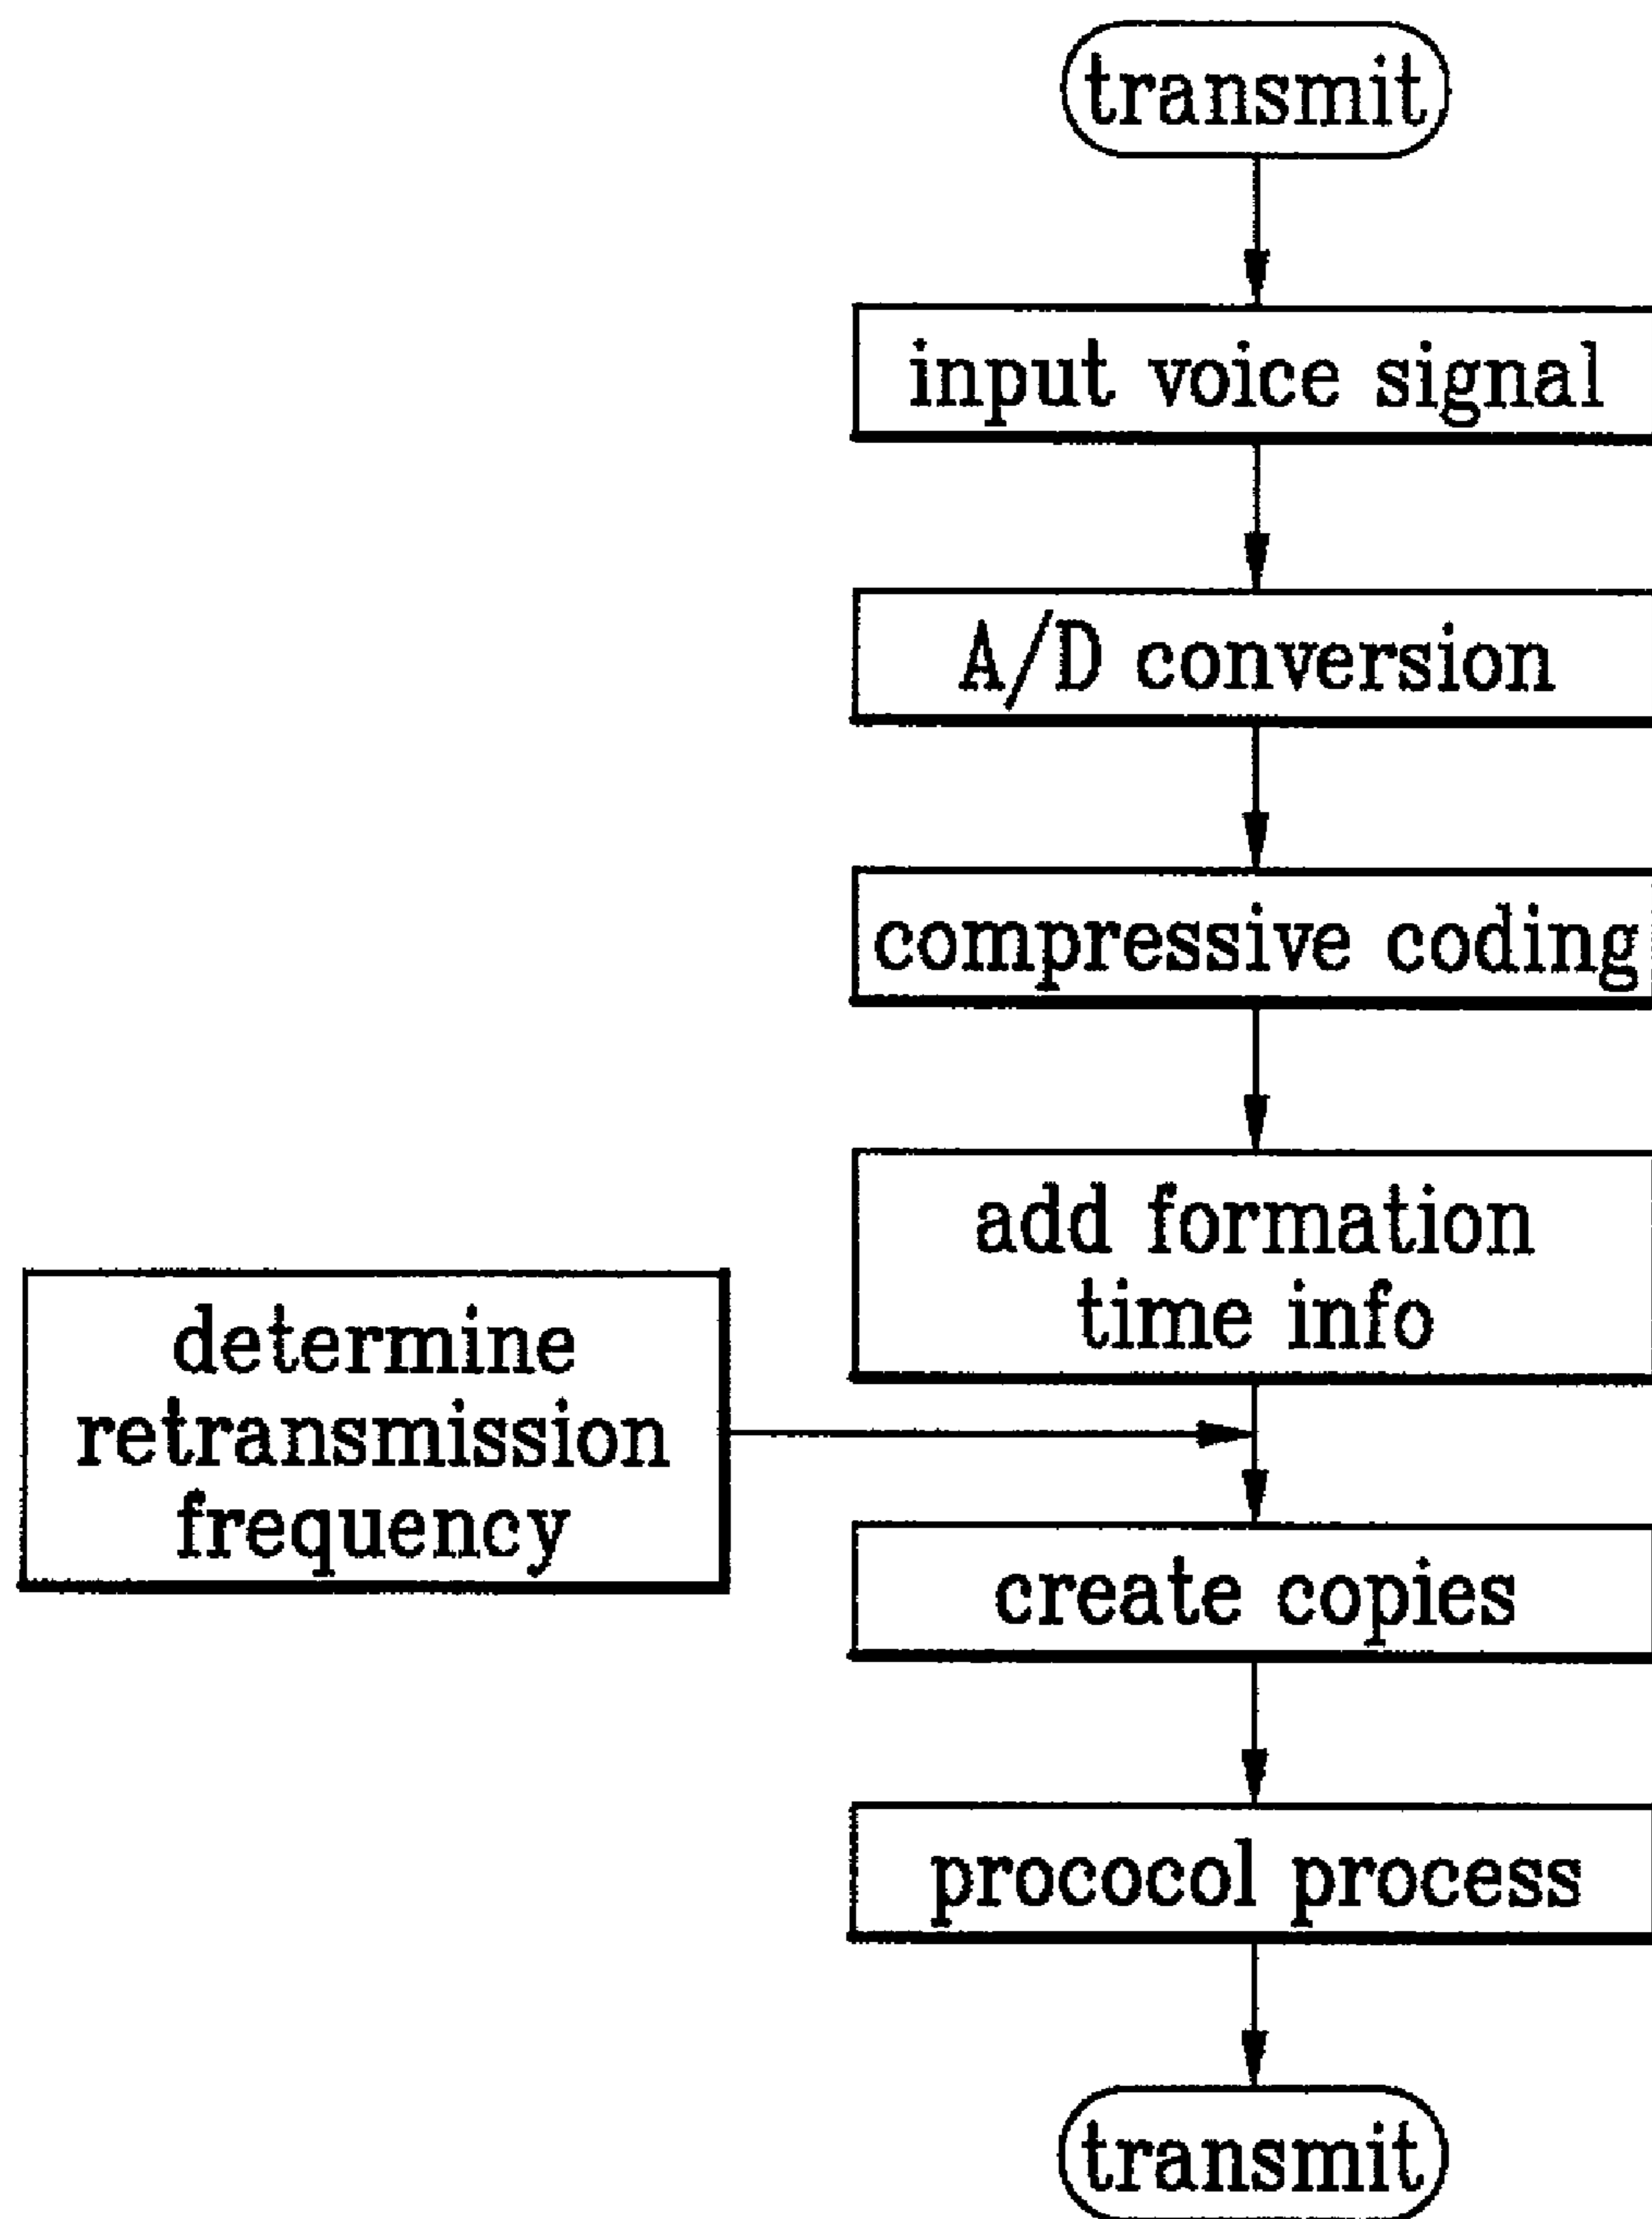 transmit
input voice signal
A/D conversion
compressive coding
add formation
time info
determine
retransmission
frequency
create copies
prococol process
transmit